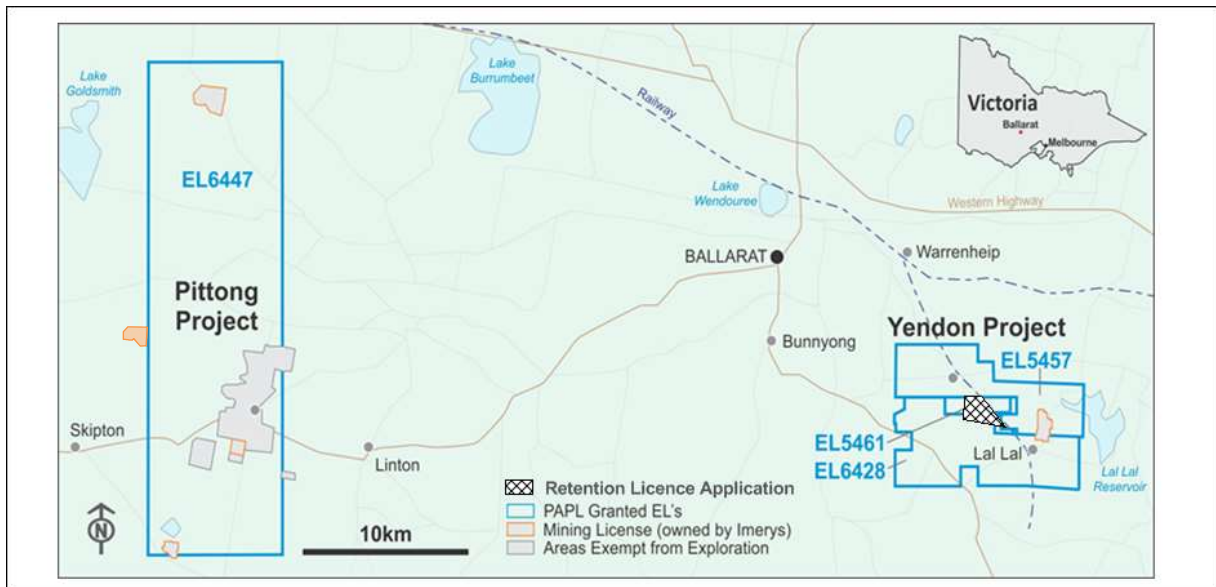 Lake
Goldsmith
Lake
Burrumbeet
Railway
Victoria
Ballarat
Melbourne
EL6447
Lake
Wendouree
Western Highway
BALLARAT
Warrenheip
Pittong
Project
Bunnyong
Yendon Project
EL5457
Skipton
Linton
EL5461
EL6428
Lal Lal
Lal Lal
Reservoir
N
10km
Retention Licence Application
PAPL Granted EL's
Mining License (owned by Imerys)
Areas Exempt from Exploration